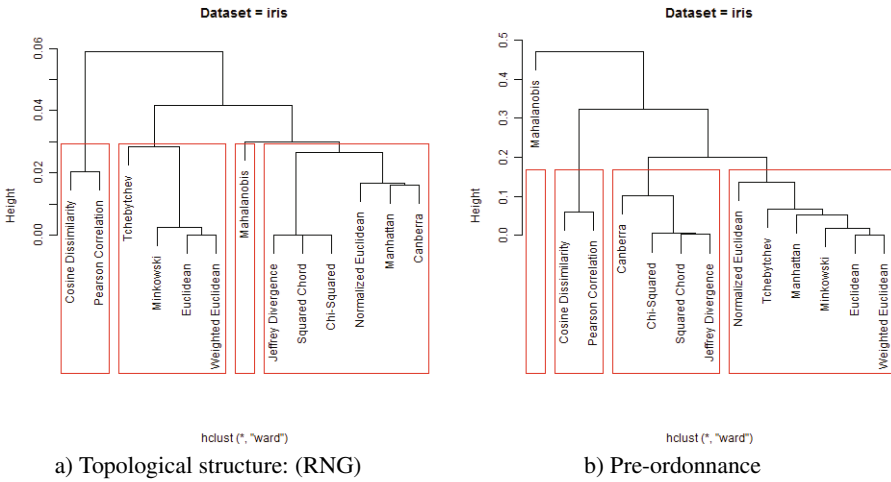 Dataset = iris
Height
0.06
0.04
0.02
0.00
Cosine Dissimilarity
Pearson Correlation
Tchebytchev
Minkowski
Euclidean
Weighted Euclidean
Mahalanobis
Jeffrey Divergence
Squared Chord
Chi-Squared
Normalized Euclidean
Manhattan
Canberra
hclust (*, "ward")
a) Topological structure: (RNG)
Dataset = iris
Height
0.5
0.4
0.3
0.2
0.1
0.0
Mahalanobis
Cosine Dissimilarity
Pearson Correlation
Canberra
Chi-Squared
Squared Chord
Jeffrey Divergence
Normalized Euclidean
Tchebytchev
Manhattan
Minkowski
Euclidean
Weighted Euclidean
hclust (*, "ward")
b) Pre-ordonnance